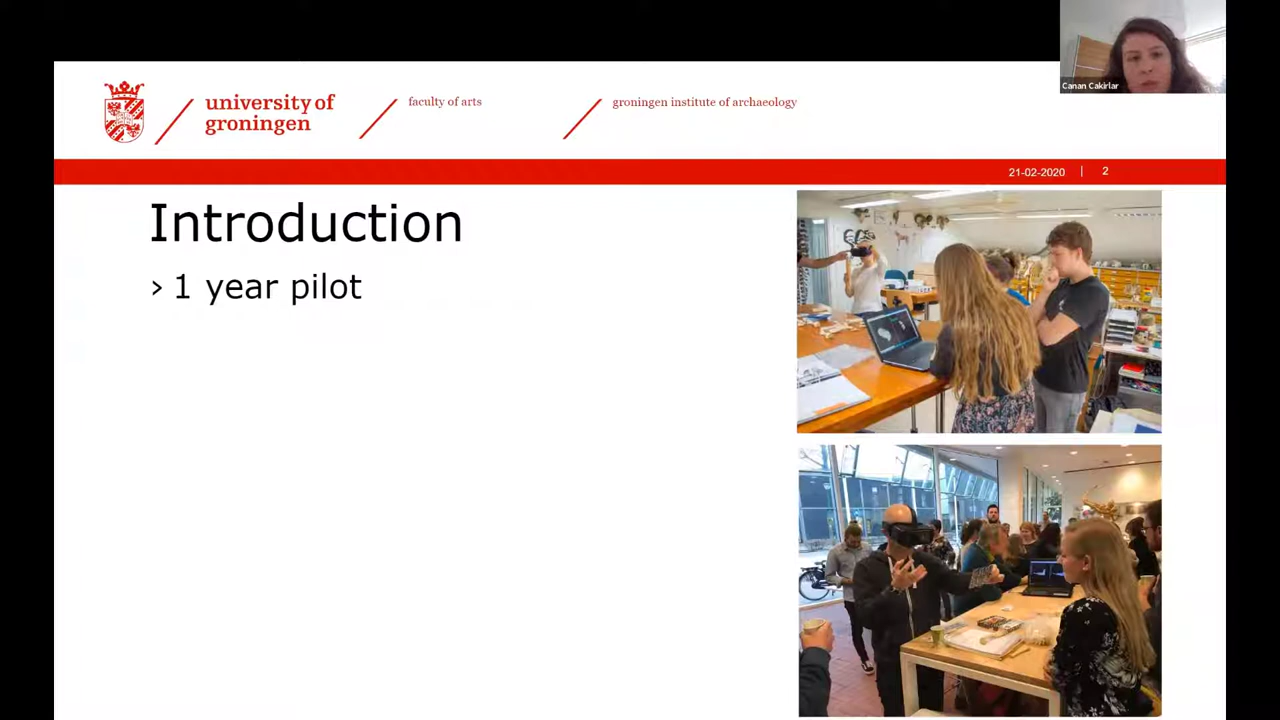 Canan Cakirlar
university of
groningen
faculty of arts
groningen institute of archaeology
21-02-2020 | 2
Introduction
› 1 year pilot